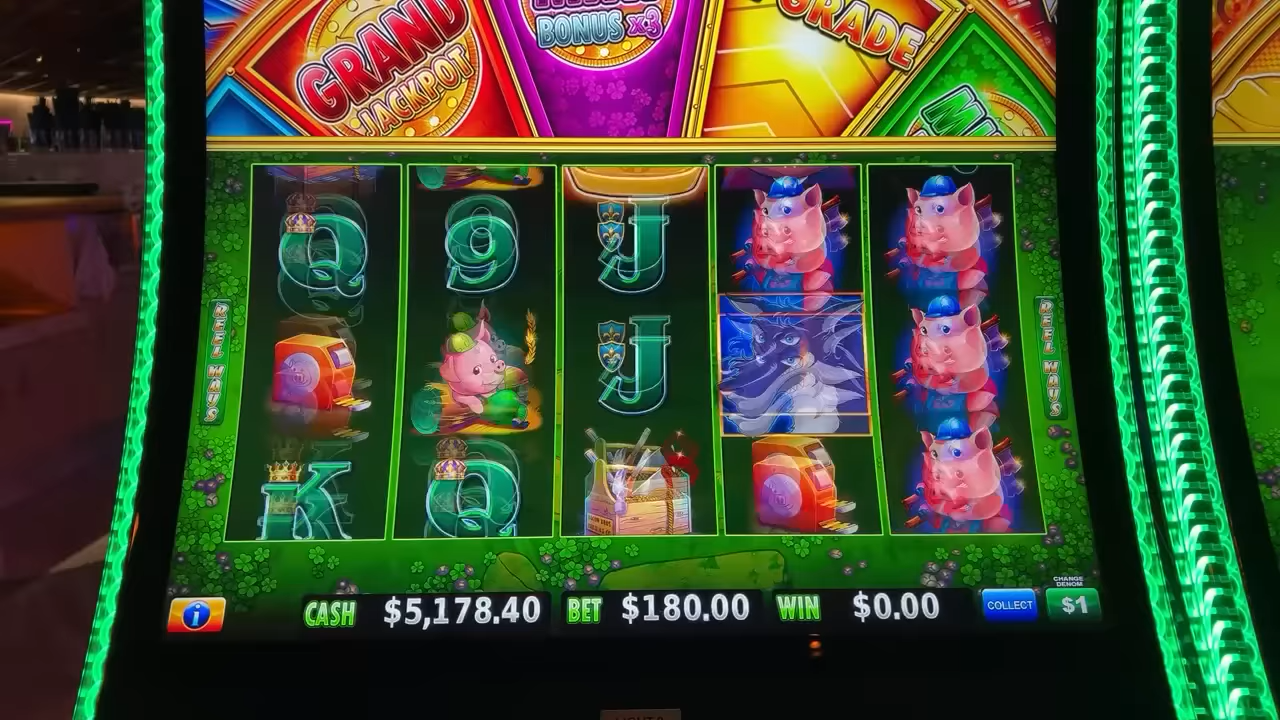 GRAND
JACKPOT
BONUS x3
GRADE
Q
9
J
J
K
Q
REEL WAYS
REEL WAYS
CHANGE
DENOM
i
CASH $5,178.40 BET $180.00 WIN $0.00 COLLECT $1